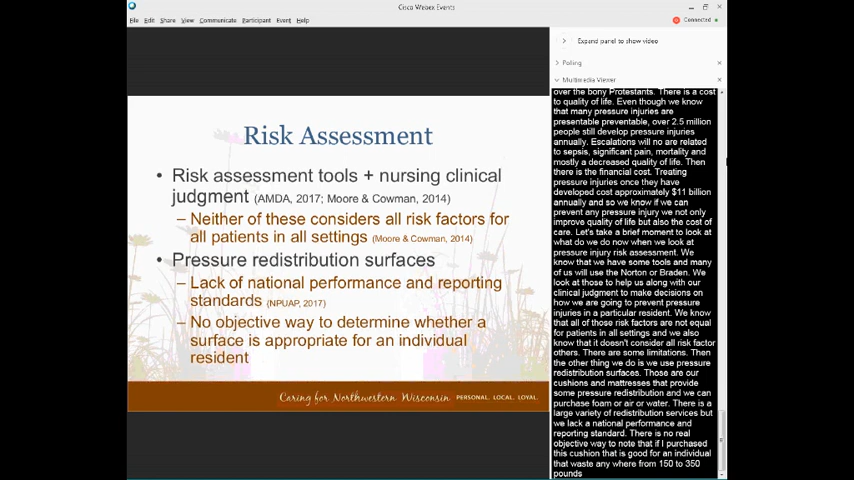 Cisco Webex Events
File Edit Share View Communicate Participant Event Help
Connected
Expand panel to show video
Polling
Multimedia Viewer
Risk Assessment
• Risk assessment tools + nursing clinical
judgment (AMDA, 2017; Moore & Cowman, 2014)
– Neither of these considers all risk factors for
all patients in all settings (Moore & Cowman, 2014)
• Pressure redistribution surfaces
– Lack of national performance and reporting
standards (NPUAP, 2017)
– No objective way to determine whether a
surface is appropriate for an individual
resident
Caring for Northwestern Wisconsin PERSONAL. LOCAL. LOYAL.
over the bony Protestants. There is a cost
to quality of life. Even though we know
that many pressure injuries are
presentable preventable, over 2.5 million
people still develop pressure injuries
annually. Escalations will no are related
to sepsis, significant pain, mortality and
mostly a decreased quality of life. Then
there is the financial cost. Treating
pressure injuries once they have
developed cost approximately $11 billion
annually and so we know if we can
prevent any pressure injury we not only
improve quality of life but also the cost of
care. Let's take a brief moment to look at
what do we do now when we look at
pressure injury risk assessment. We
know that we have some tools and many
of us will use the Norton or Braden. We
look at those to help us along with our
clinical judgment to make decisions on
how we are going to prevent pressure
injuries in a particular resident. We know
that all of those risk factors are not equal
for patients in all settings and we also
know that it doesn't consider all risk factor
others. There are some limitations. Then
the other thing we do is we use pressure
redistribution surfaces. Those are our
cushions and mattresses that provide
some pressure redistribution and we can
purchase foam or air or water. There is a
large variety of redistribution services but
we lack a national performance and
reporting standard. There is no real
objective way to note that if I purchased
this cushion that is good for an individual
that waste any where from 150 to 350
pounds